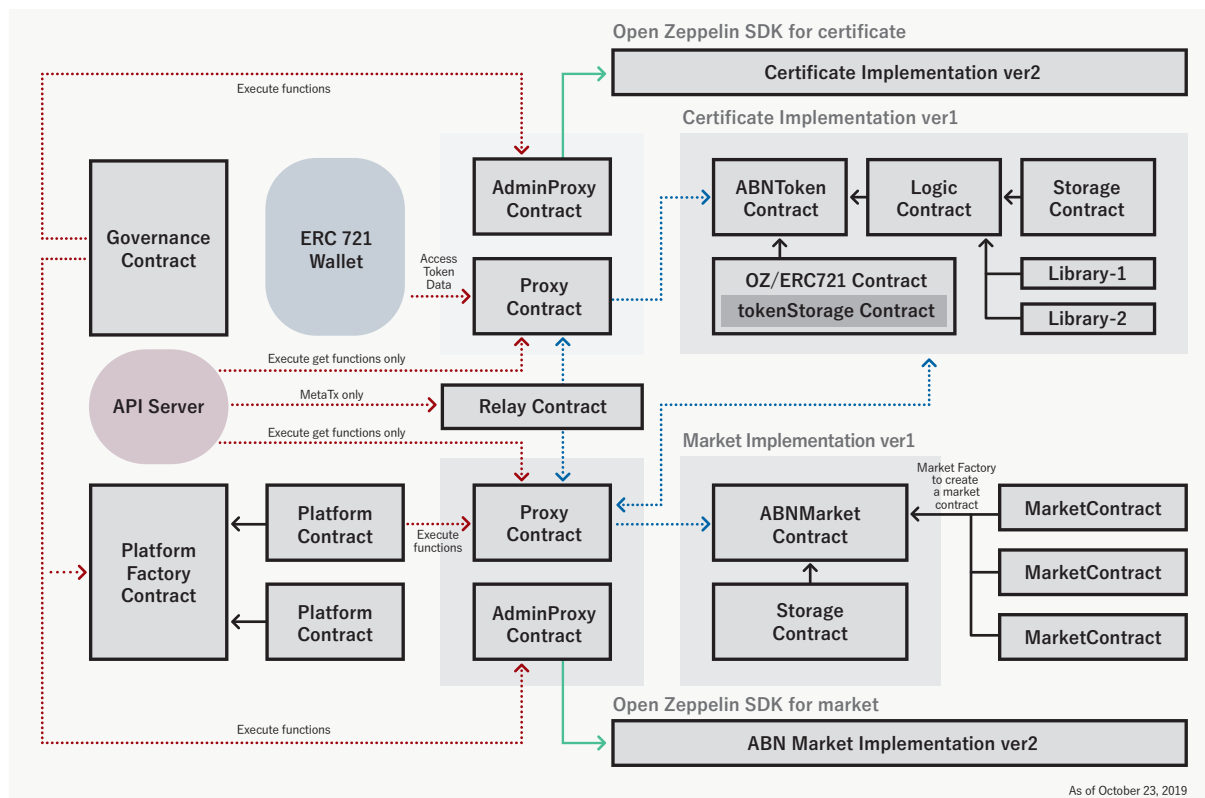 Open Zeppelin SDK for certificate
Certificate Implementation ver2
Execute functions
Certificate Implementation ver1
AdminProxy
Contract
ABNToken
Contract
Logic
Contract
Storage
Contract
Governance
Contract
ERC 721
Wallet
Access
Token
Data
Proxy
Contract
OZ/ERC721 Contract
tokenStorage Contract
Library-1
Library-2
Execute get functions only
API Server
MetaTx only
Relay Contract
Execute get functions only
Market Implementation ver1
Market Factory
to create
a market
contract
Platform
Factory
Contract
Platform
Contract
Execute
functions
Proxy
Contract
ABNMarket
Contract
MarketContract
MarketContract
MarketContract
Platform
Contract
AdminProxy
Contract
Storage
Contract
Execute functions
Open Zeppelin SDK for market
ABN Market Implementation ver2
As of October 23, 2019